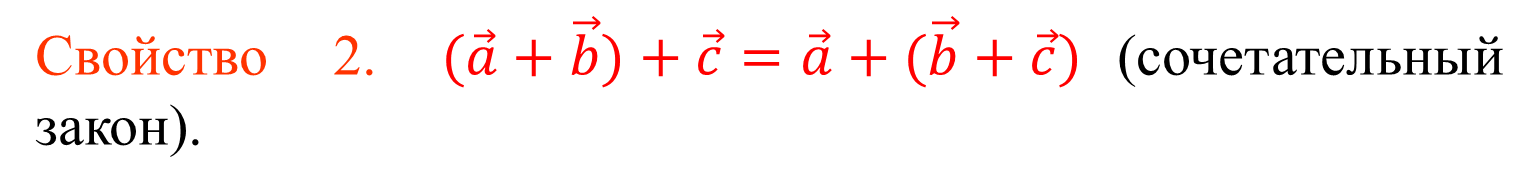 Свойство 2. (a⃗ + b⃗) + c⃗ = a⃗ + (b⃗ + c⃗) (сочетательный
закон).